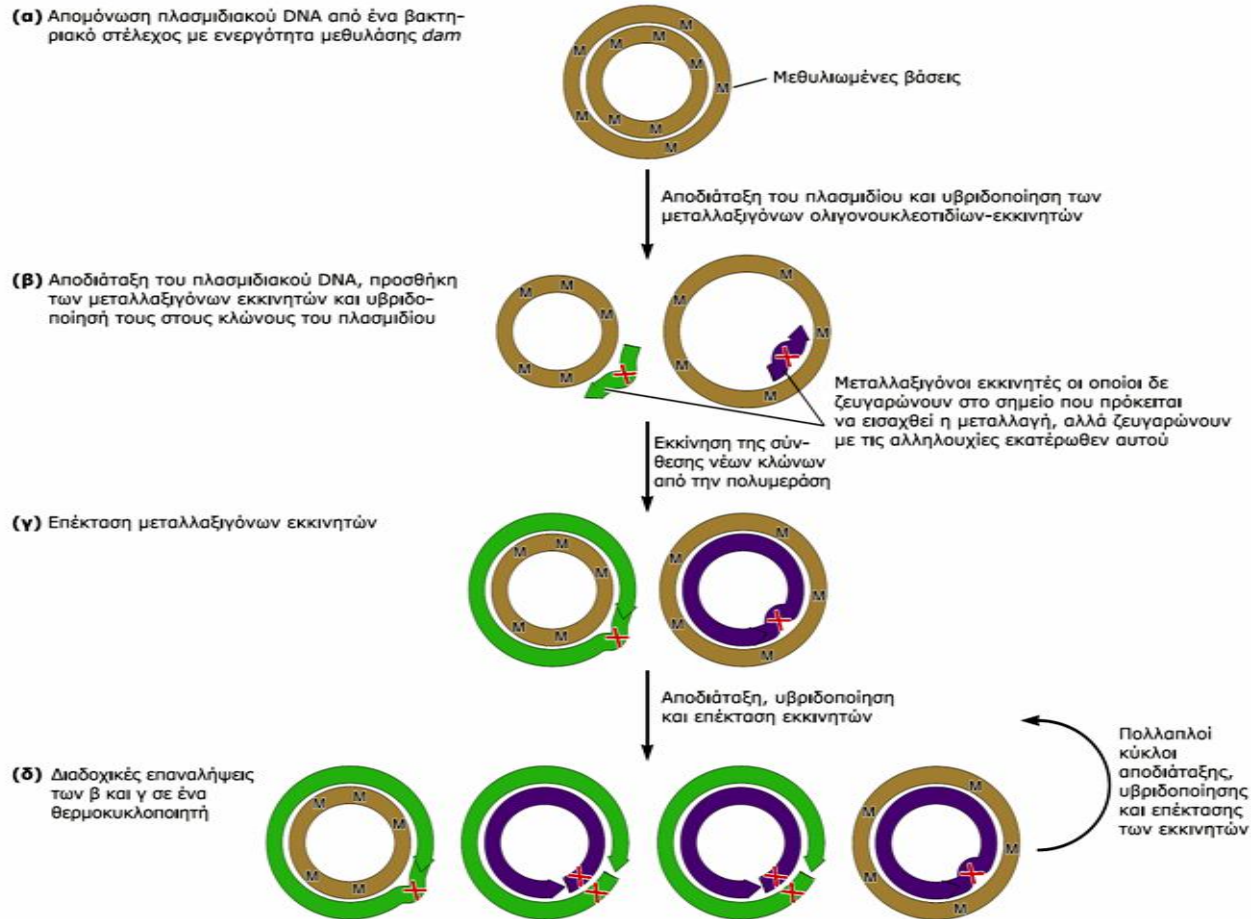 (α) Απομόνωση πλασμιδιακού DNA από ένα βακτη-
ριακό στέλεχος με ενεργότητα μεθυλάσης dam
M M M M M M
M M M M M M
Μεθυλιωμένες βάσεις
Αποδιάταξη του πλασμιδίου και υβριδοποίηση των
μεταλλαξιγόνων ολιγονουκλεοτιδίων-εκκινητών
(β) Αποδιάταξη του πλασμιδιακού DNA, προσθήκη
των μεταλλαξιγόνων εκκινητών και υβριδο-
ποίησή τους στους κλώνους του πλασμιδίου
M M M M M
M M M M M
X X
Μεταλλαξιγόνοι εκκινητές οι οποίοι δε
ζευγαρώνουν στο σημείο που πρόκειται
να εισαχθεί η μεταλλαγή, αλλά ζευγαρώνουν
με τις αλληλουχίες εκατέρωθεν αυτού
Εκκίνηση της σύν-
θεσης νέων κλώνων
από την πολυμεράση
(γ) Επέκταση μεταλλαξιγόνων εκκινητών
M M M M M
M M M M M
X X
Αποδιάταξη, υβριδοποίηση
και επέκταση εκκινητών
(δ) Διαδοχικές επαναλήψεις
των β και γ σε ένα
θερμοκυκλοποιητή
M M M M M
M M M M M
X X X X X X
Πολλαπλοί
κύκλοι
αποδιάταξης,
υβριδοποίησης
και επέκτασης
των εκκινητών